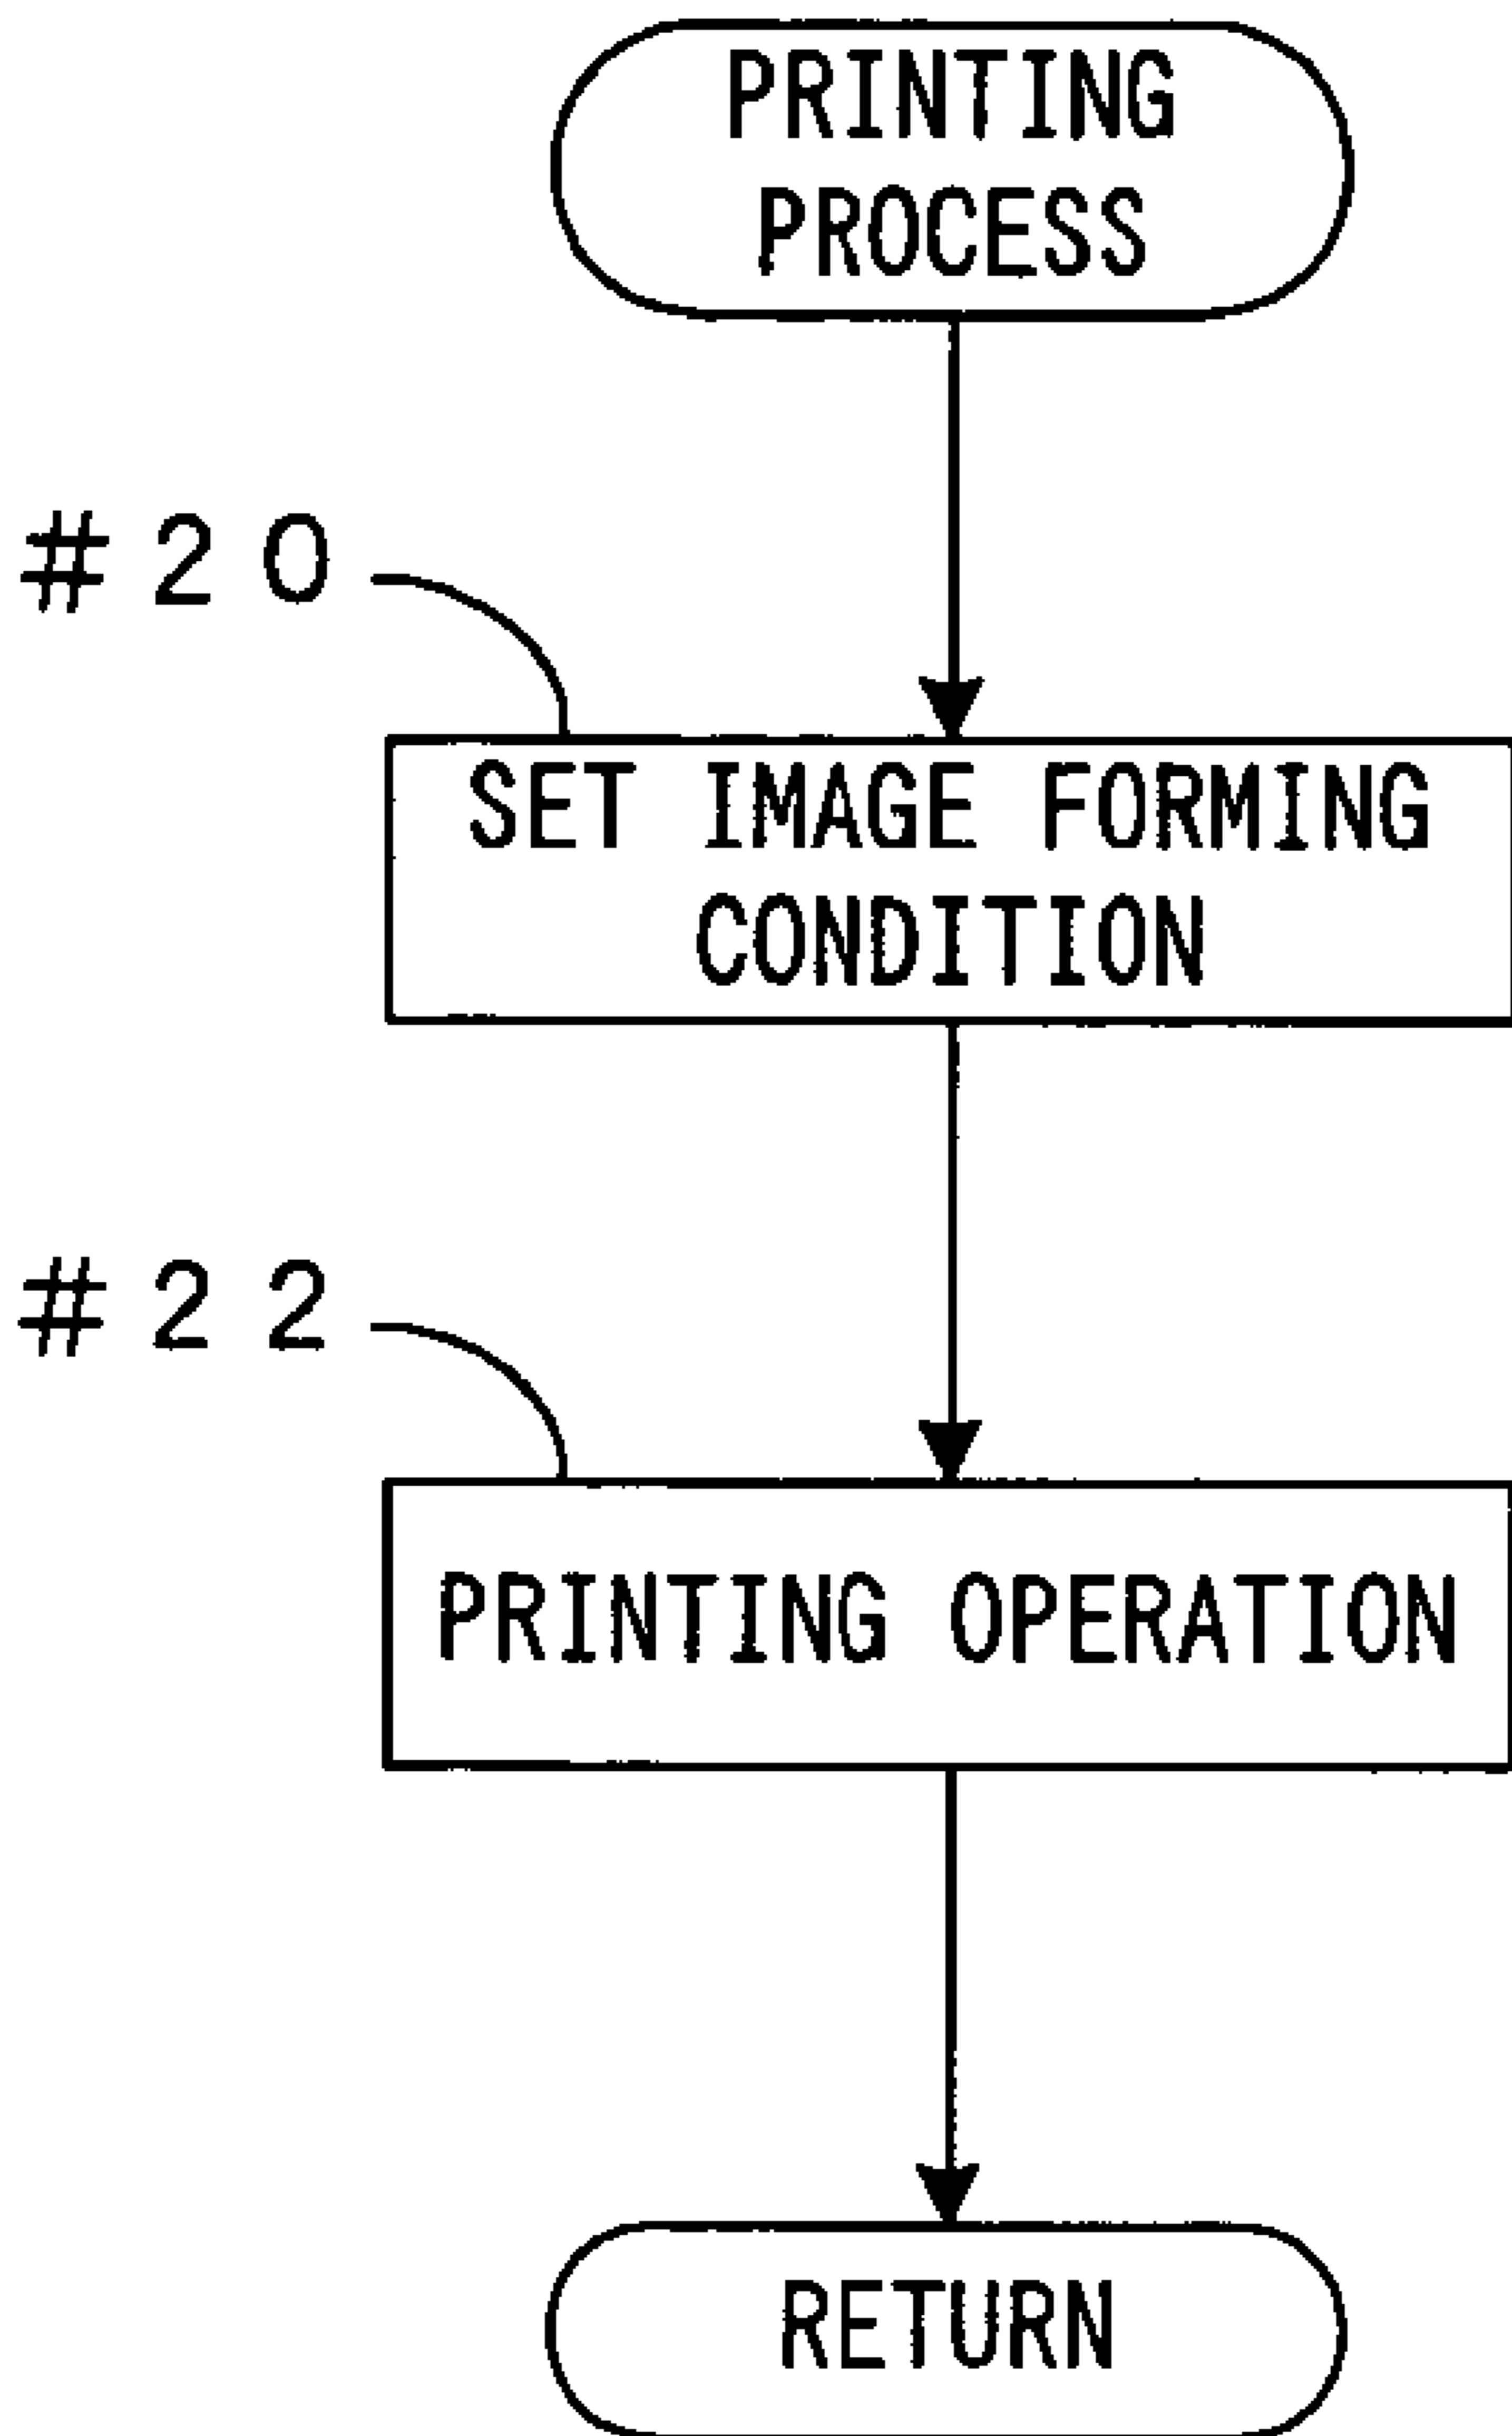 PRINTING
PROCESS
#20
SET IMAGE FORMING
CONDITION
#22
PRINTING OPERATION
RETURN